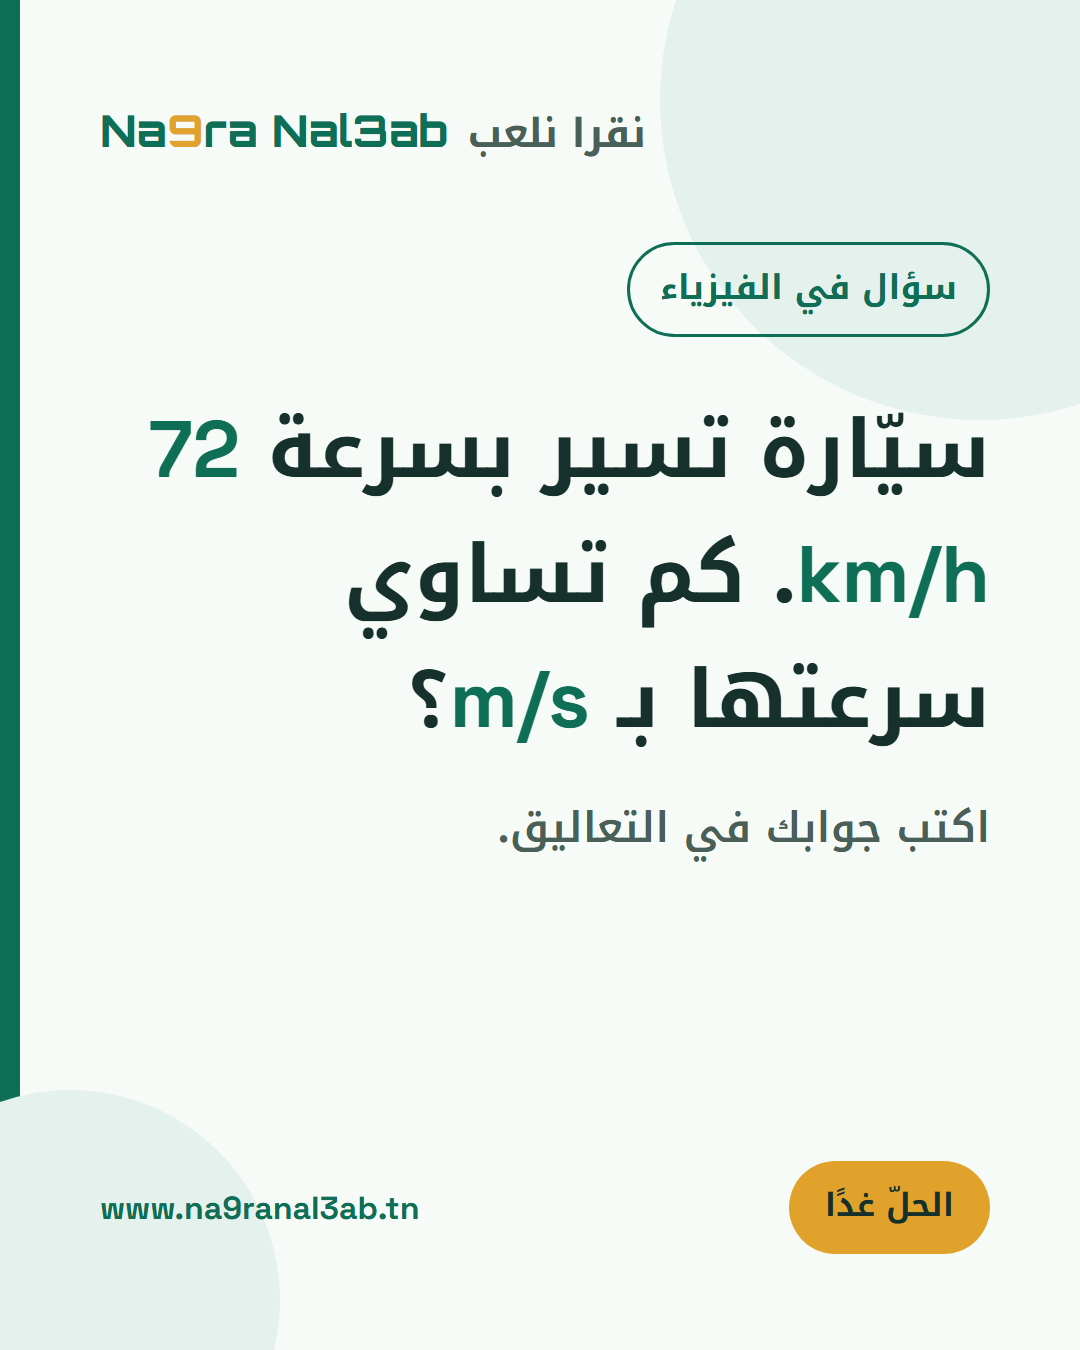 Na9ra Nal3ab نقرا نلعب
سؤال في الفيزياء
سيّارة تسير بسرعة 72
km/h. كم تساوي
سرعتها بـ m/s؟
اكتب جوابك في التعاليق.
الحلّ غدًا
www.na9ranal3ab.tn